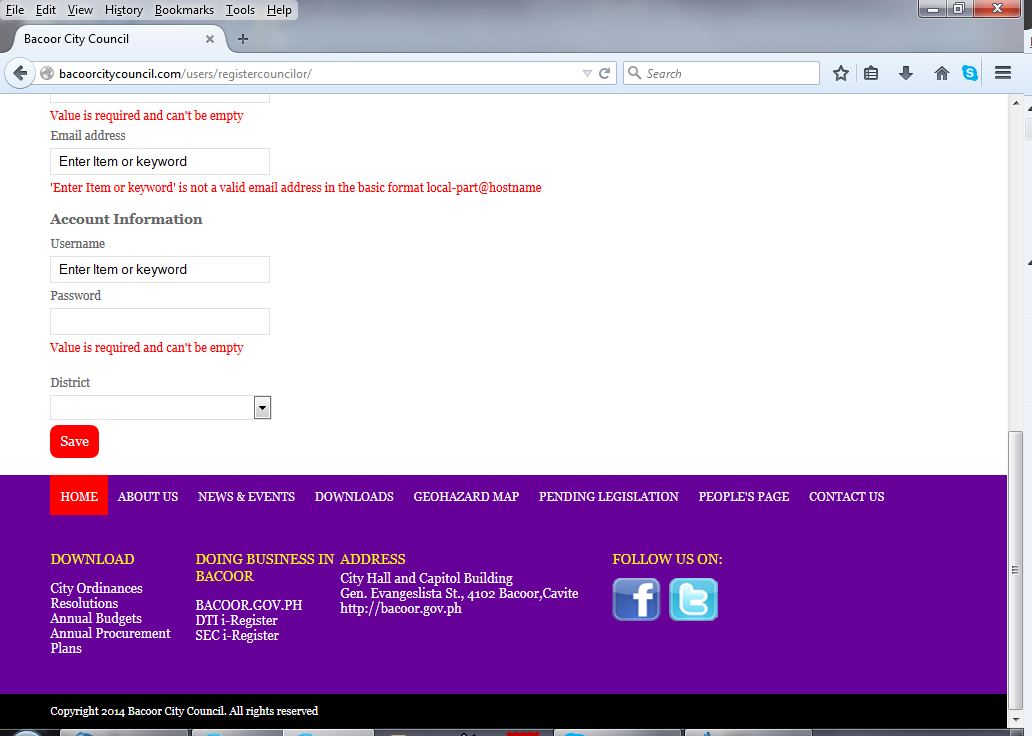 File Edit View History Bookmarks Tools Help
Bacoor City Council
bacoorcitycouncil.com/users/registercouncilor/
Search
Value is required and can't be empty
Email address
Enter Item or keyword
'Enter Item or keyword' is not a valid email address in the basic format local-part@hostname
Account Information
Username
Enter Item or keyword
Password
Value is required and can't be empty
District
Save
HOME ABOUT US NEWS & EVENTS DOWNLOADS GEOHAZARD MAP PENDING LEGISLATION PEOPLE'S PAGE CONTACT US
DOWNLOAD
City Ordinances
Resolutions
Annual Budgets
Annual Procurement
Plans
DOING BUSINESS IN
BACOOR
BACOOR.GOV.PH
DTI i-Register
SEC i-Register
ADDRESS
City Hall and Capitol Building
Gen. Evangeslista St., 4102 Bacoor,Cavite
http://bacoor.gov.ph
FOLLOW US ON:
Copyright 2014 Bacoor City Council. All rights reserved